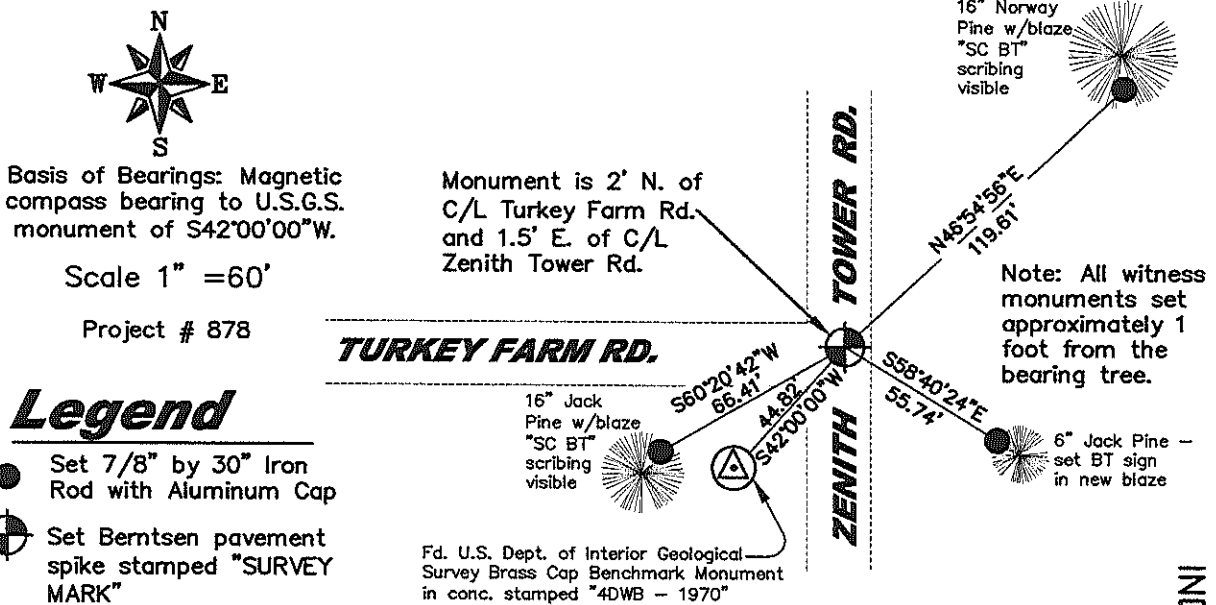 N
W E
S
Basis of Bearings: Magnetic
compass bearing to U.S.G.S.
monument of S42°00'00"W.
Scale 1" =60'
Project # 878
Legend
Set 7/8" by 30" Iron
Rod with Aluminum Cap
Set Berntsen pavement
spike stamped "SURVEY
MARK"
Monument is 2' N. of
C/L Turkey Farm Rd.
and 1.5' E. of C/L
Zenith Tower Rd.
TURKEY FARM RD.
ZENITH TOWER RD.
16" Norway
Pine w/blaze
"SC BT"
scribing
visible
N46°54'56"E
119.61'
Note: All witness
monuments set
approximately 1
foot from the
bearing tree.
S60°20'42"W
66.41'
44.82'
S42°00'00"W
S58°40'24"E
55.74'
16" Jack
Pine w/blaze
"SC BT"
scribing
visible
6" Jack Pine –
set BT sign
in new blaze
Fd. U.S. Dept. of Interior Geological
Survey Brass Cap Benchmark Monument
in conc. stamped "4DWB – 1970"